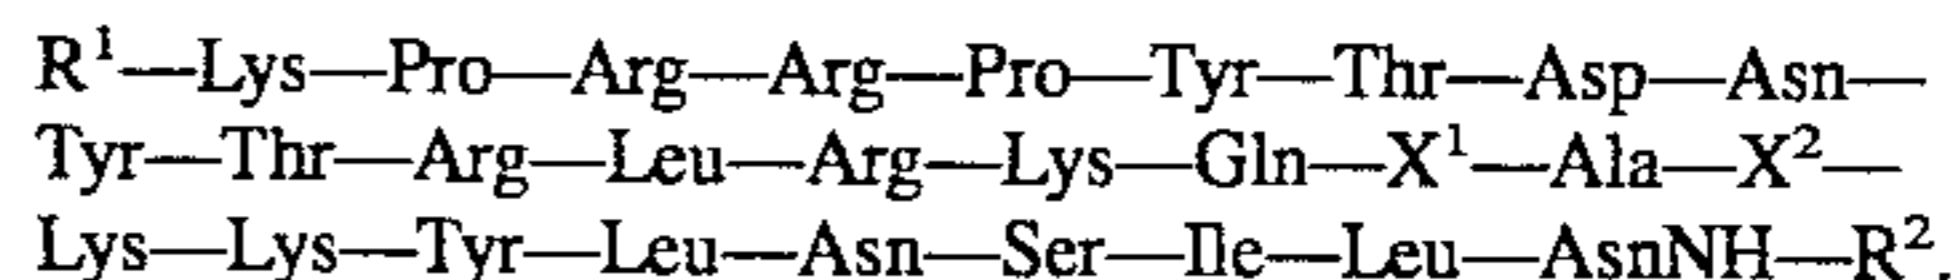 R¹—Lys—Pro—Arg—Arg—Pro—Tyr—Thr—Asp—Asn—
Tyr—Thr—Arg—Leu—Arg—Lys—Gln—X¹—Ala—X²—
Lys—Lys—Tyr—Leu—Asn—Ser—Ile—Leu—AsnNH—R²